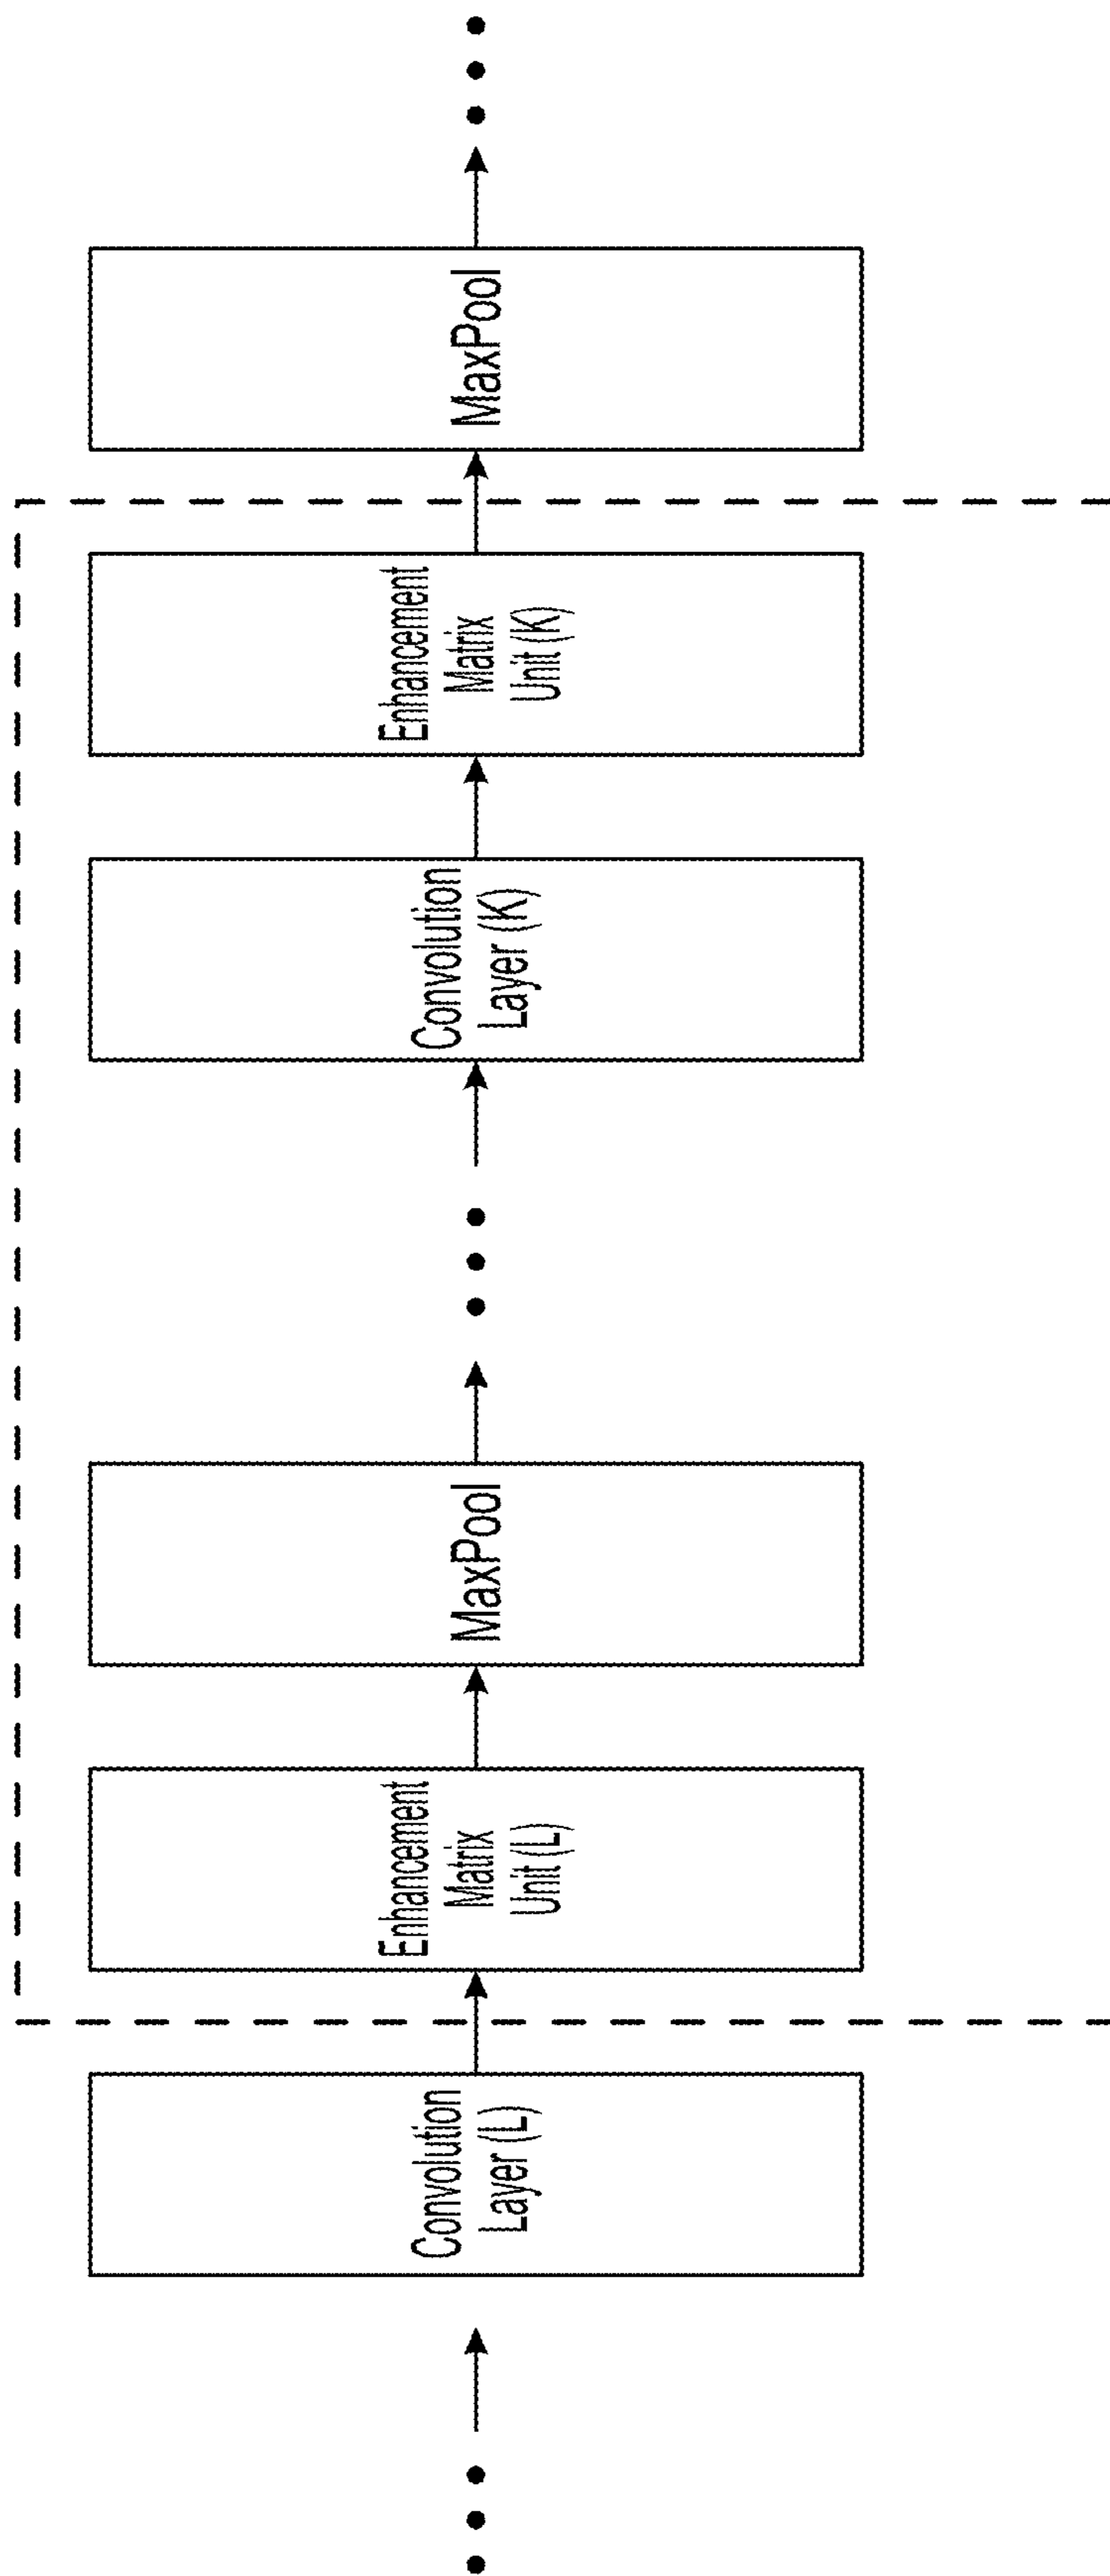 Convolution
Layer (L)
Enhancement
Matrix
Unit (L)
MaxPool
Convolution
Layer (K)
Enhancement
Matrix
Unit (K)
MaxPool